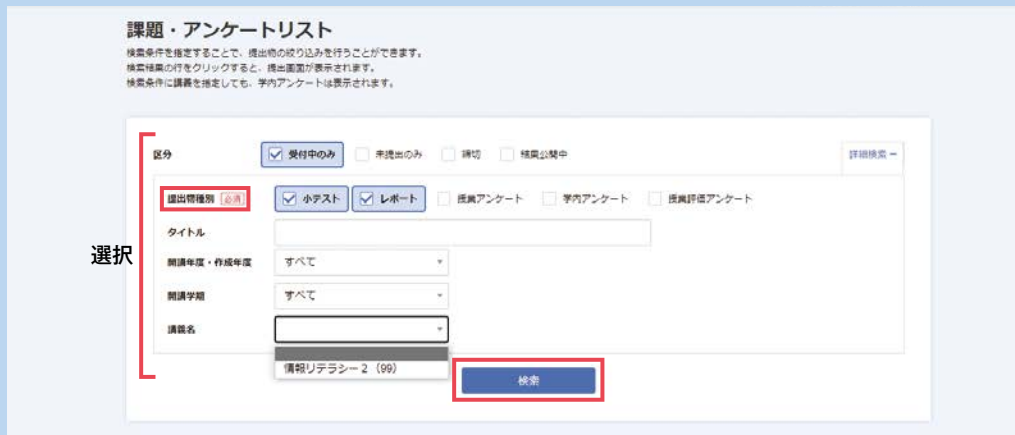 課題・アンケートリスト
検索条件を指定することで、提出物の絞り込みを行うことができます。
検索結果の行をクリックすると、提出画面が表示されます。
検索条件に講義を指定しても、学内アンケートは表示されます。
区分 受付中のみ 未提出のみ 締切 結果公開中 詳細検索 −
提出物種別 必須 小テスト レポート 授業アンケート 学内アンケート 授業評価アンケート
タイトル
選択
開講年度・作成年度 すべて
開講学期 すべて
講義名
情報リテラシー2(99)
検索